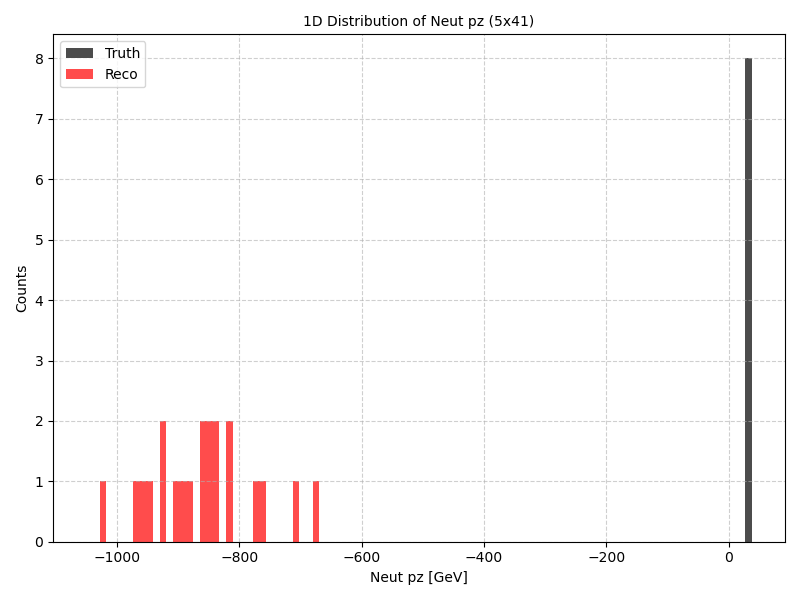 1D Distribution of Neut pz (5x41)
Truth
Reco
Counts
8
7
6
5
4
3
2
1
0
−1000 −800 −600 −400 −200 0
Neut pz [GeV]